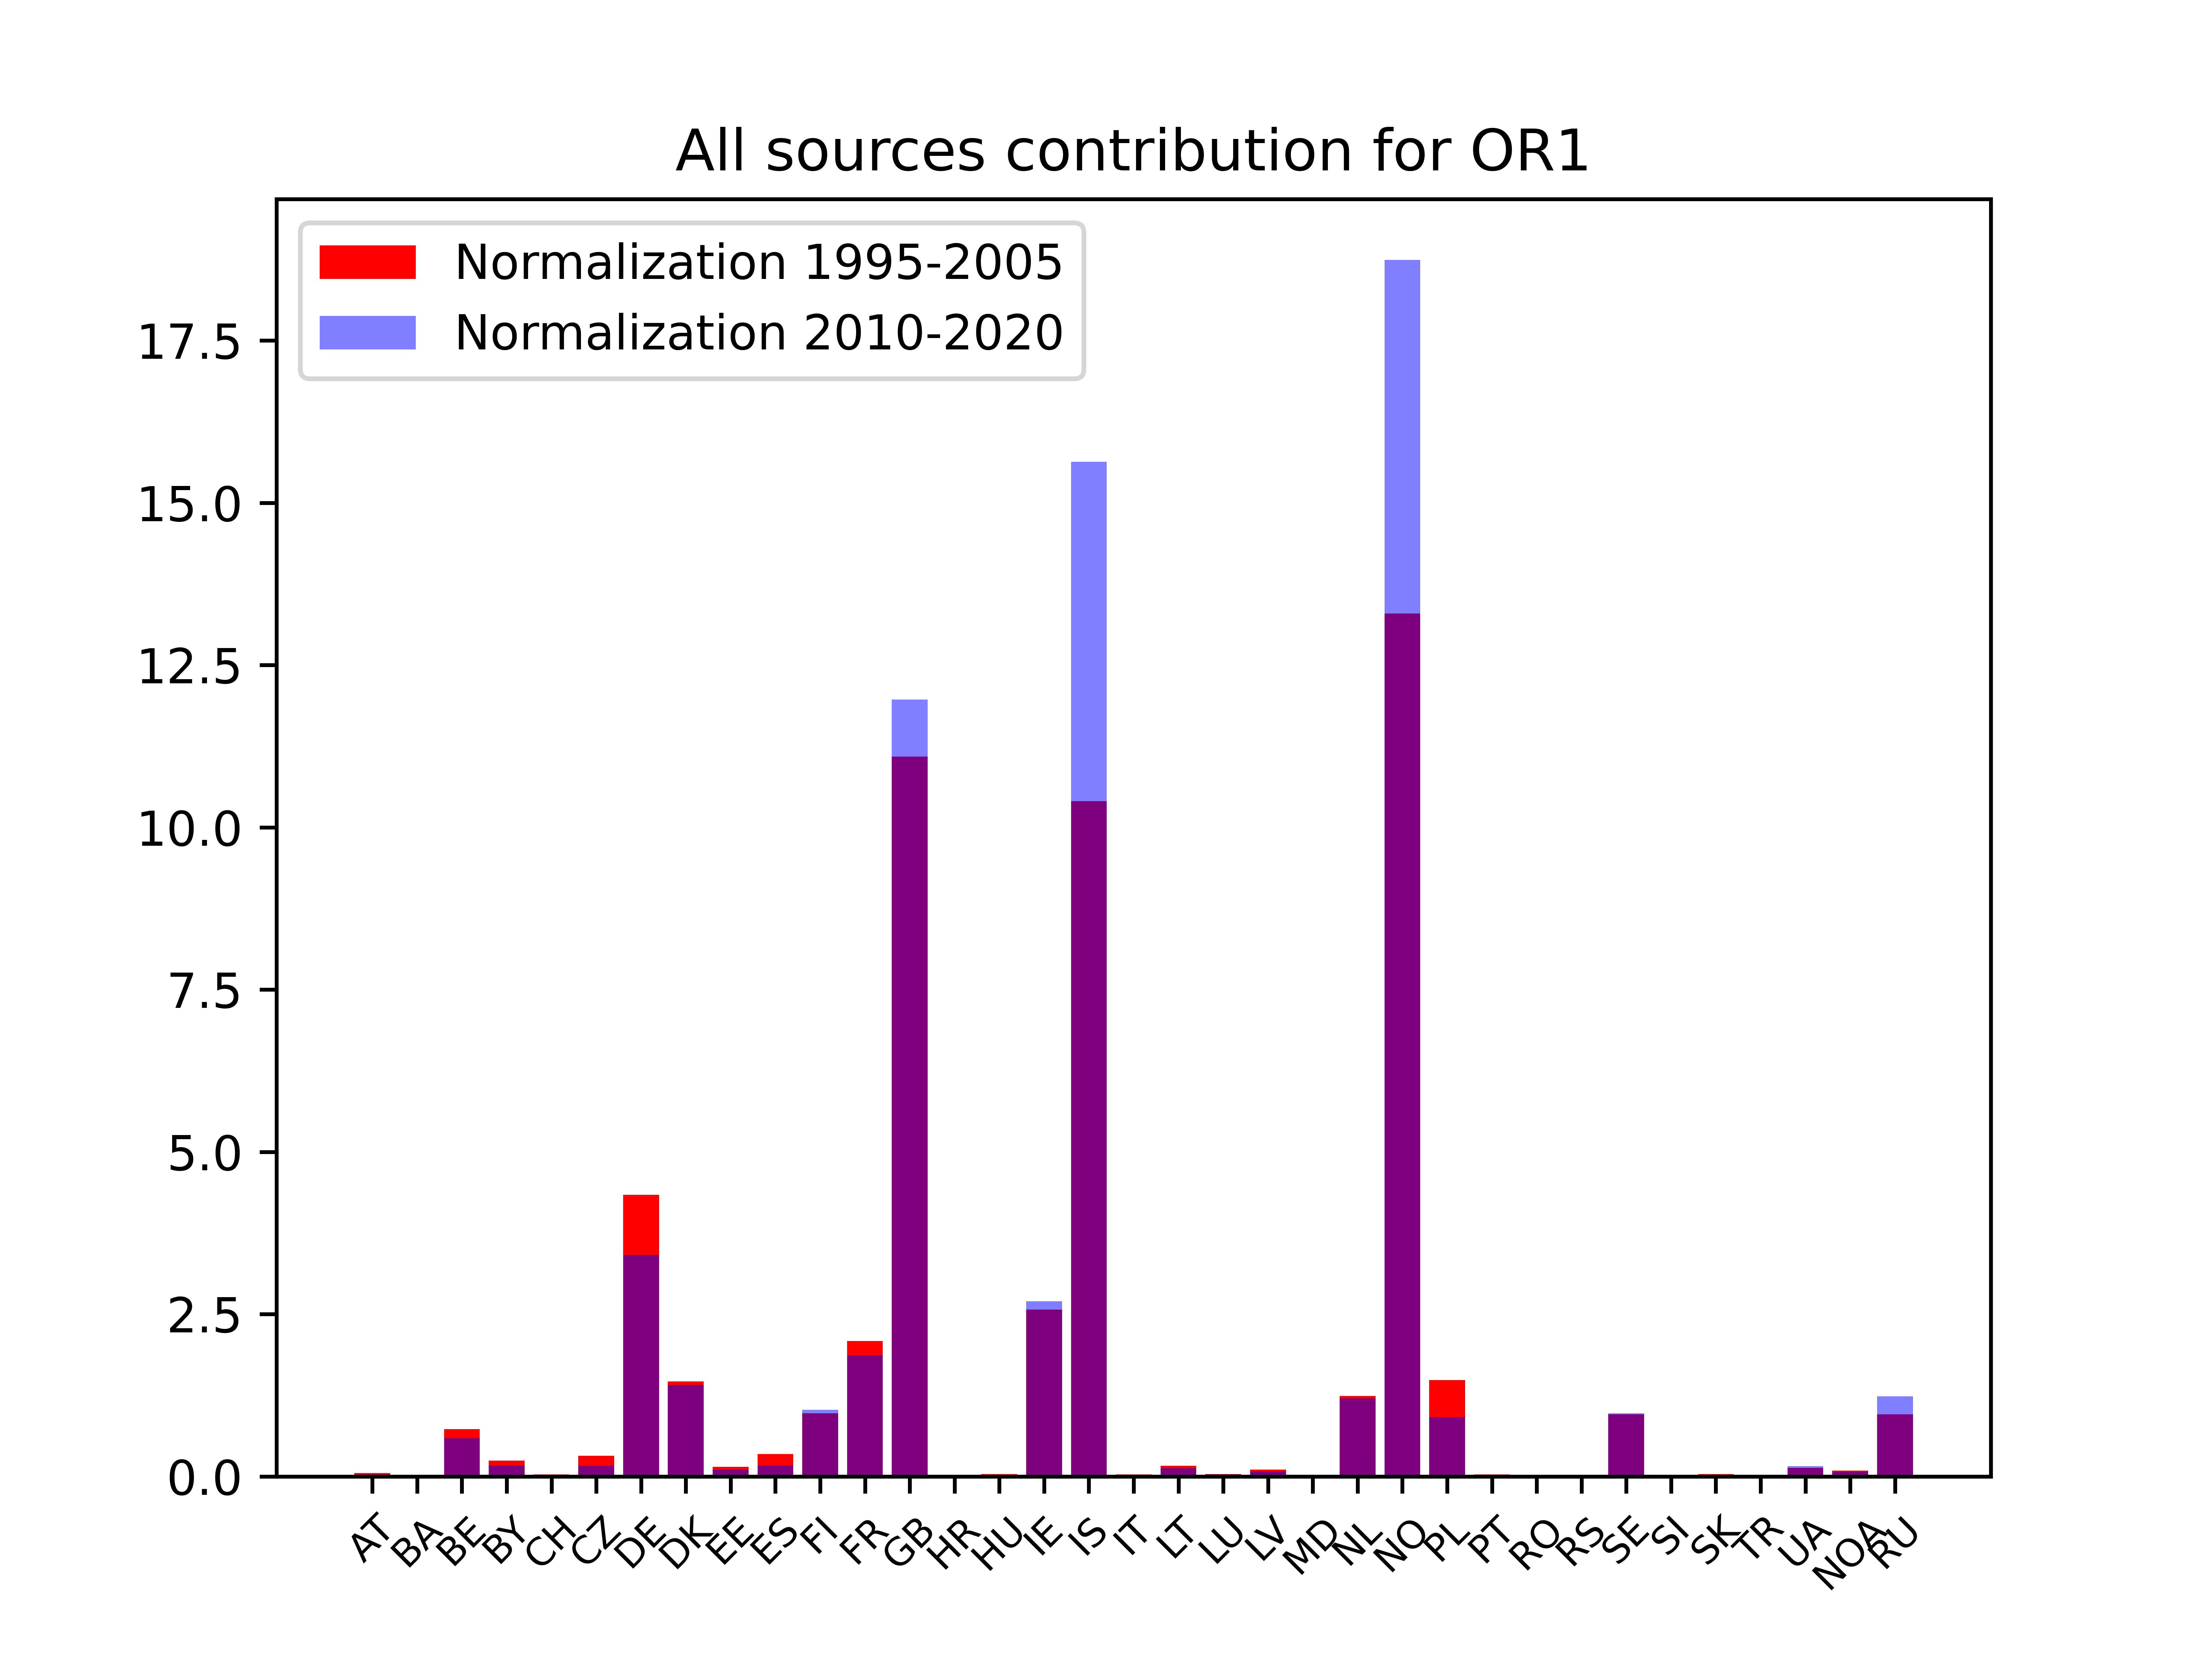 All sources contribution for OR1
Normalization 1995-2005
Normalization 2010-2020
17.5
15.0
12.5
10.0
7.5
5.0
2.5
0.0
AT BA BE BY CH CZ DE DK EE ES FI FR GB HR HU IE IS IT LT LU LV MD NL NO PL PT RO RS SE SI SK TR UA NOA RU